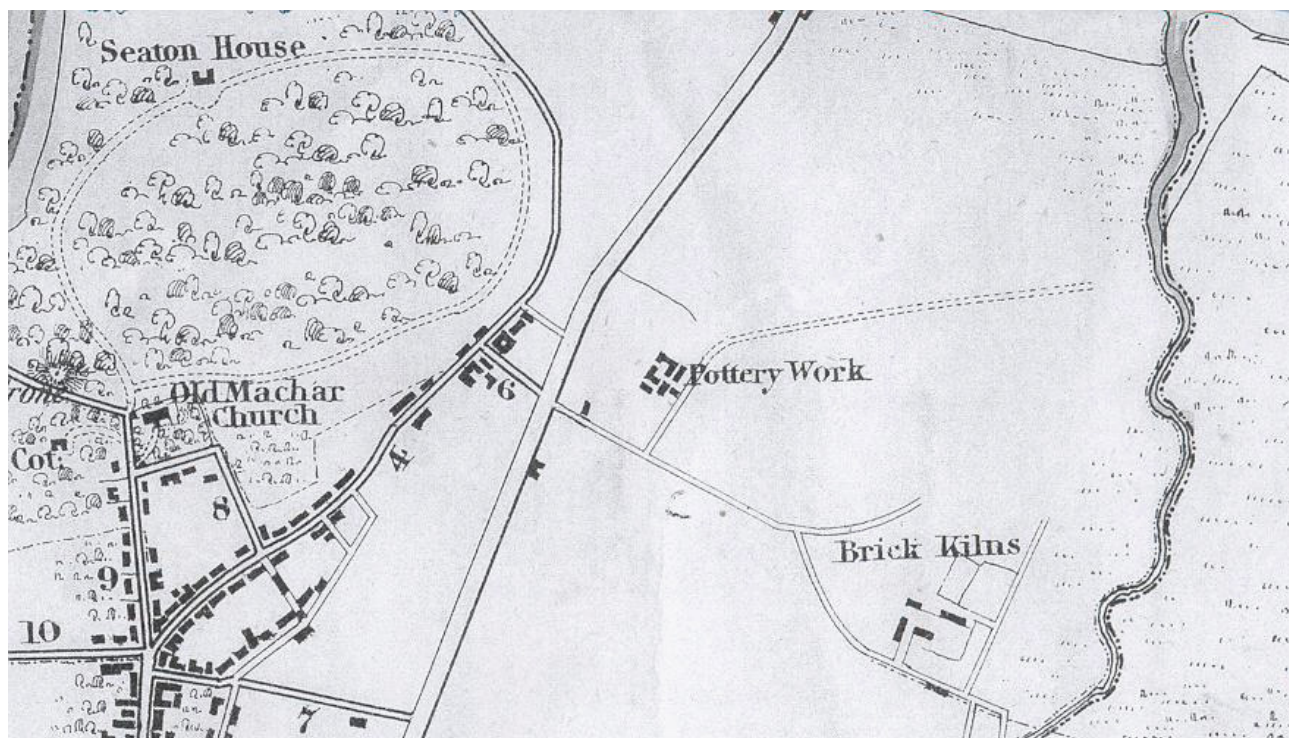 Seaton House
Old Machar
Church
Pottery Work
Cot.
6
4
8
Brick Kilns
9
10
7